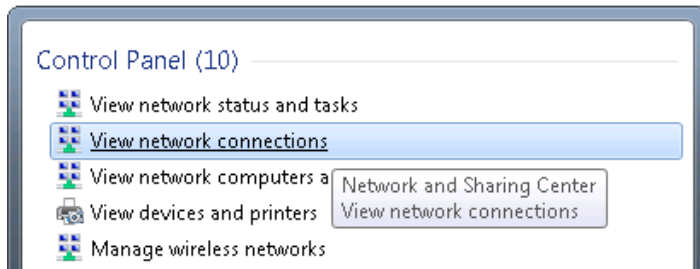 Control Panel (10)
View network status and tasks
View network connections
View network computers a
Network and Sharing Center
View network connections
View devices and printers
Manage wireless networks